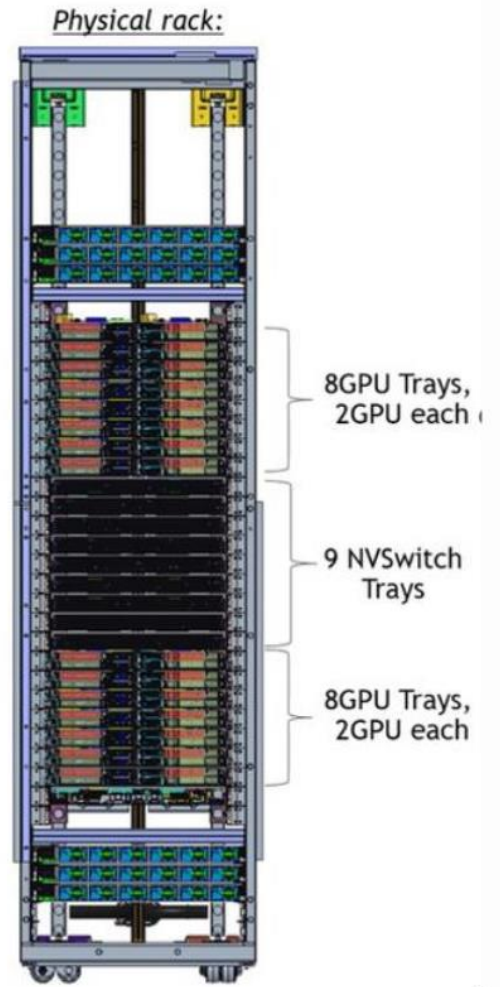 Physical rack:
8GPU Trays,
2GPU each
9 NVSwitch
Trays
8GPU Trays,
2GPU each